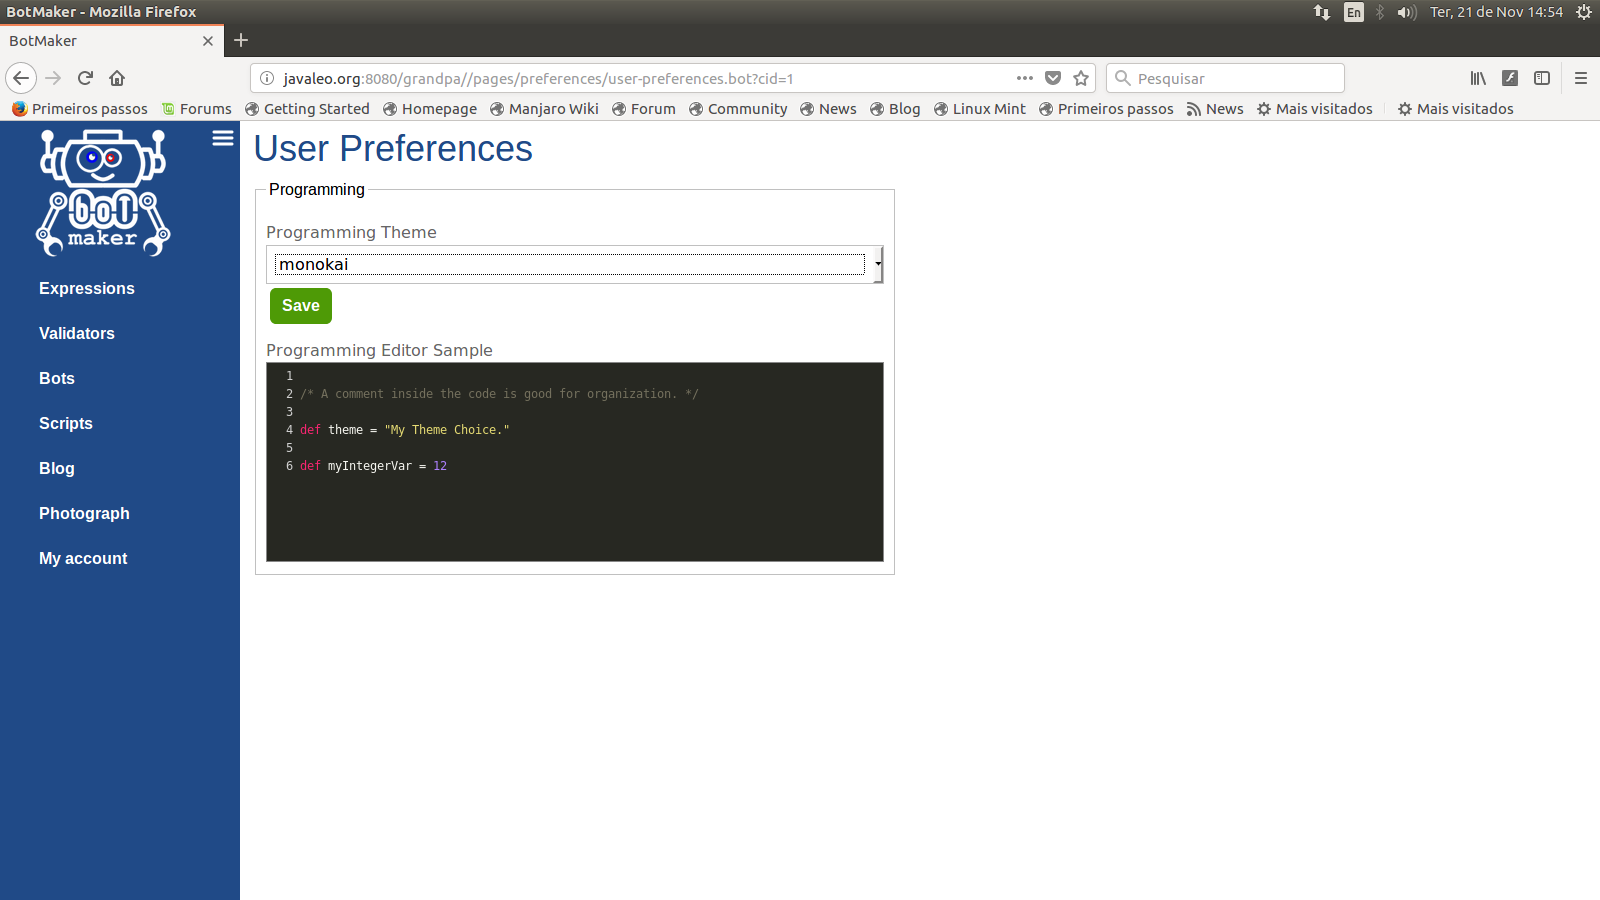 BotMaker - Mozilla Firefox
En
Ter, 21 de Nov 14:54
BotMaker
javaleo.org:8080/grandpa//pages/preferences/user-preferences.bot?cid=1
Pesquisar
Primeiros passos Forums Getting Started Homepage Manjaro Wiki Forum Community News Blog Linux Mint Primeiros passos News Mais visitados Mais visitados
bot
maker
Expressions
Validators
Bots
Scripts
Blog
Photograph
My account
User Preferences
Programming
Programming Theme
monokai
Save
Programming Editor Sample
1
2 /* A comment inside the code is good for organization. */
3
4 def theme = "My Theme Choice."
5
6 def myIntegerVar = 12